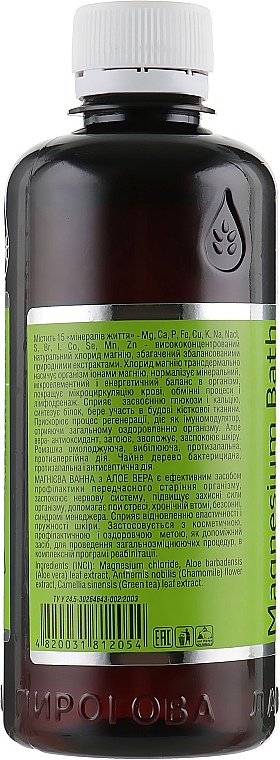 Містить 15 «мінералів життя» - Mg, Ca, P, Fe, Cu, K, Na, Nacl,
S, Br, I, Co, Se, Mn, Zn - висококонцентрований
натуральний хлорид магнію, збагачений збалансованими
природними екстрактами. Хлорид магнію трансдермально
насичує організм іонами магнію, нормалізує мінеральний,
мікроелементний і енергетичний баланс в організмі,
покращує мікроциркуляцію крові, обмінні процеси і
лімфодренаж. Сприяє засвоєнню глюкози і кальцію,
синтезує білок, бере участь в будові кісткової тканини.
Прискорює процес регенерації, діє як імуномодулятор,
сприяючи загальному оздоровленню організму. Алое
вера- антиоксидант, загоює, зволожує, заспокоює шкіру.
Ромашка омолоджуюча, вибілююча, протизапальна,
протиалергійна дія. Чайне дерево бактерицидна,
протизапальна і антисептична дія.
МАГНІЄВА ВАННА з АЛОЕ ВЕРА є ефективним засобом
профілактики передчасного старіння організму,
заспокоює нервову систему, підвищує захисні сили
організму, допомагає при стресі, хронічній втомі, безсонні,
синдромі менеджера. Сприяє відновленню еластичності і
пружності шкіри. Застосовується з косметичною,
профілактичною і оздоровчою метою, як допоміжний
засіб, для проведення загальнозміцнюючих процедур, в
комплексній програмі реабілітації.
Ingredients (INCI): Magnesium chloride, Aloe barbadensis
(Aloe vera) leaf extract, Anthemis nobilis (Chamomile) flower
extract, Camellia sinensis (Green tea) leaf extract.
ТУ У 24.5-30264643-002:2003
4 820031 812054
EAC
Magnesium Bath
ПИРОГОВА